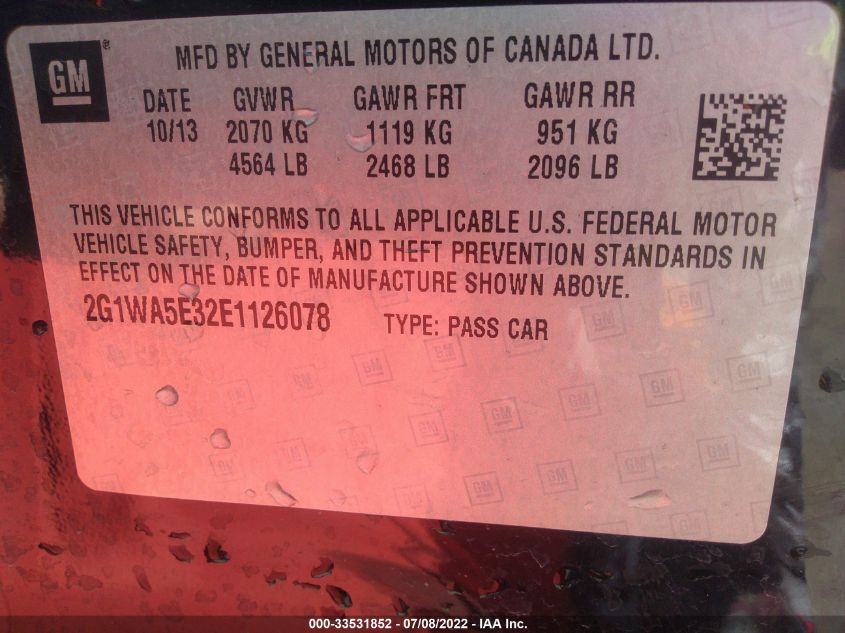 GM
MFD BY GENERAL MOTORS OF CANADA LTD.
DATE GVWR GAWR FRT GAWR RR
10/13 2070 KG 1119 KG 951 KG
4564 LB 2468 LB 2096 LB
THIS VEHICLE CONFORMS TO ALL APPLICABLE U.S. FEDERAL MOTOR
VEHICLE SAFETY, BUMPER, AND THEFT PREVENTION STANDARDS IN
EFFECT ON THE DATE OF MANUFACTURE SHOWN ABOVE.
2G1WA5E32E1126078 TYPE: PASS CAR
000-33531852 - 07/08/2022 - IAA Inc.